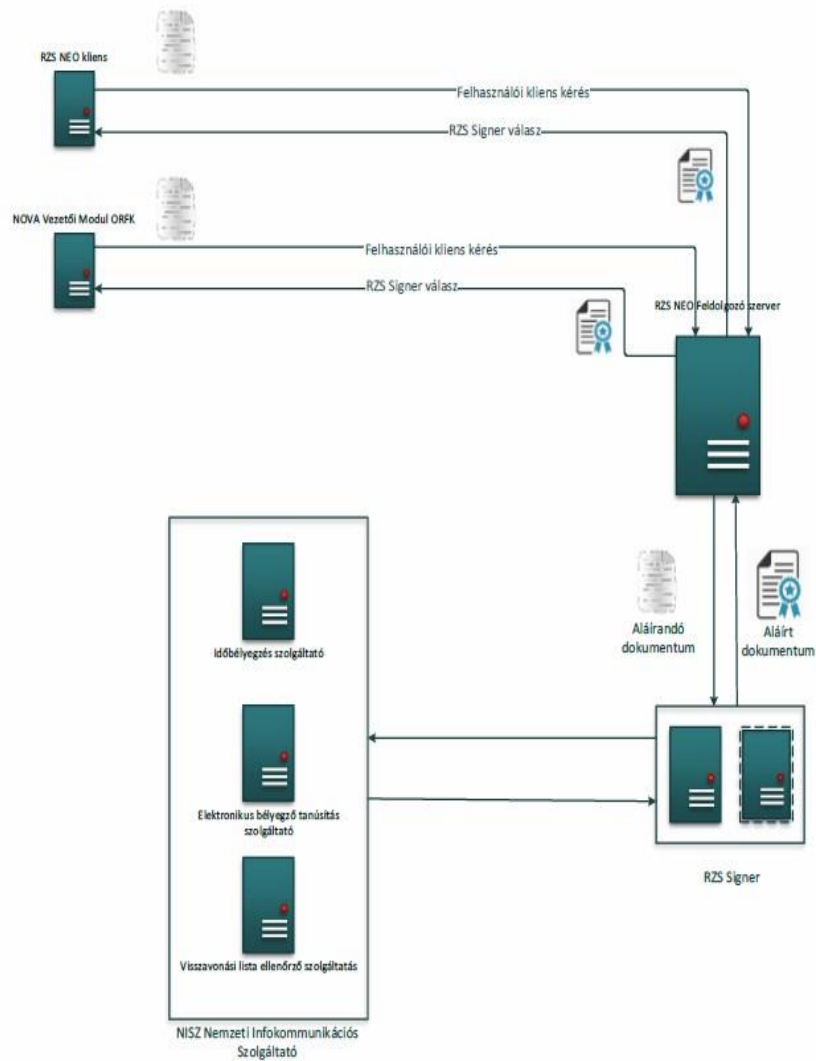 RZS NEO kliens
Felhasználói kliens kérés
RZS Signer válasz
NOVA Vezetői Modul ORFK
Felhasználói kliens kérés
RZS Signer válasz
RZS NEO Feldolgozó szerver
Időbélyegzés szolgáltató
Aláírandó
dokumentum
Aláírt
dokumentum
Elektronikus bélyegző tanúsítás
szolgáltató
RZS Signer
Visszavonási lista ellenőrző szolgáltatás
NISZ Nemzeti Infokommunikációs
Szolgáltató